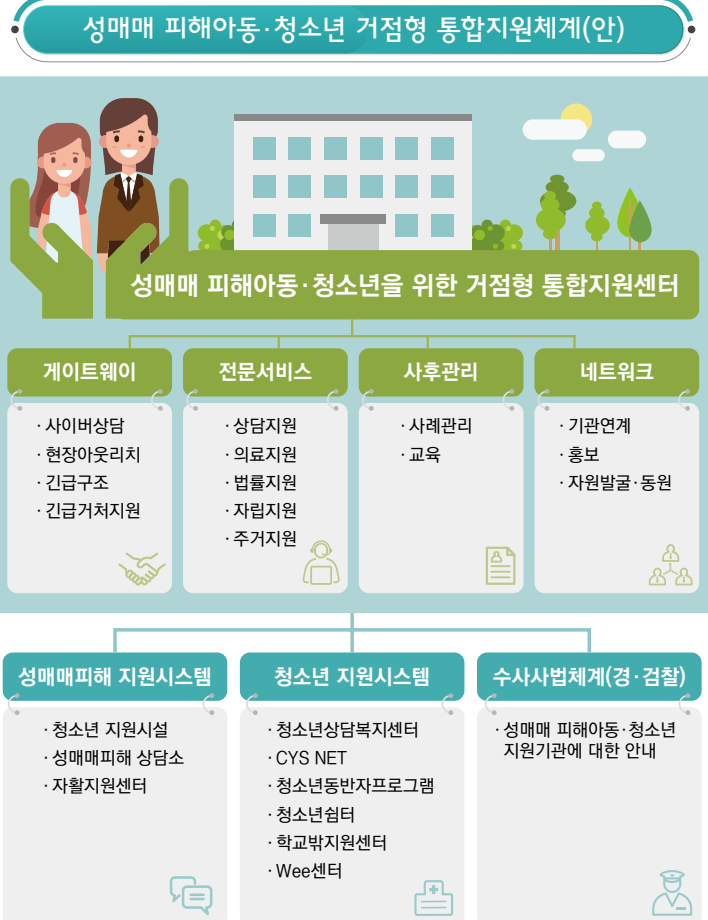 성매매 피해아동·청소년 거점형 통합지원체계(안)
성매매 피해아동·청소년을 위한 거점형 통합지원센터
게이트웨이
· 사이버상담
· 현장아웃리치
· 긴급구조
· 긴급거처지원
전문서비스
· 상담지원
· 의료지원
· 법률지원
· 자립지원
· 주거지원
사후관리
· 사례관리
· 교육
네트워크
· 기관연계
· 홍보
· 자원발굴·동원
성매매피해 지원시스템
· 청소년 지원시설
· 성매매피해 상담소
· 자활지원센터
청소년 지원시스템
· 청소년상담복지센터
· CYS NET
· 청소년동반자프로그램
· 청소년쉼터
· 학교밖지원센터
· Wee센터
수사사법체계(경·검찰)
· 성매매 피해아동·청소년
지원기관에 대한 안내